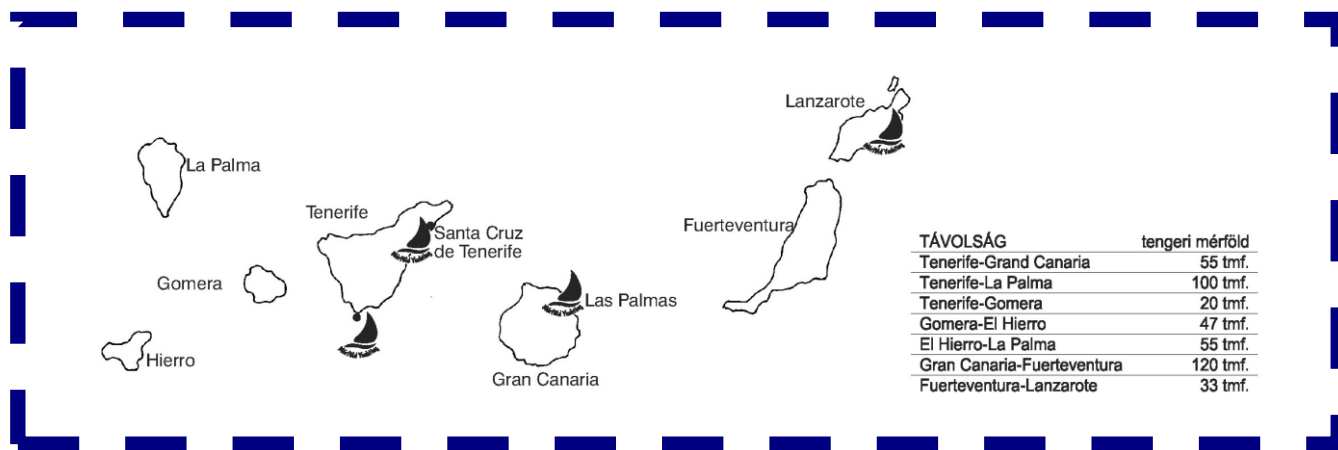 Lanzarote
La Palma
Tenerife
Santa Cruz
de Tenerife
Fuerteventura
Gomera
Las Palmas
Hierro
Gran Canaria
TÁVOLSÁG tengeri mérföld
Tenerife-Grand Canaria 55 tmf.
Tenerife-La Palma 100 tmf.
Tenerife-Gomera 20 tmf.
Gomera-El Hierro 47 tmf.
El Hierro-La Palma 55 tmf.
Gran Canaria-Fuerteventura 120 tmf.
Fuerteventura-Lanzarote 33 tmf.